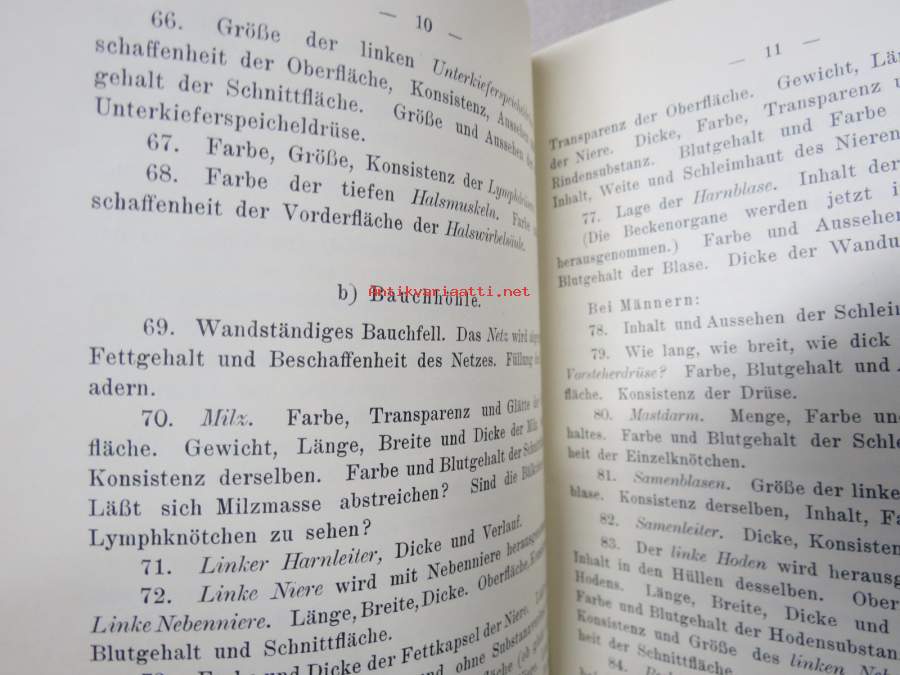 — 10 —
66. Größe der linken Unterkieferspeicheldrüse,
schaffenheit der Oberfläche, Konsistenz, Aussehen
gehalt der Schnittfläche. Größe und Aussehen der
Unterkieferspeicheldrüse.
67. Farbe, Größe, Konsistenz der Lymphdrüsen
68. Farbe der tiefen Halsmuskeln. Farbe
schaffenheit der Vorderfläche der Halswirbelsäule.
b) Bauchhöhle.
69. Wandständiges Bauchfell. Das Netz wird
Fettgehalt und Beschaffenheit des Netzes. Füllung
adern.
70. Milz. Farbe, Transparenz und Glätte der
fläche. Gewicht, Länge, Breite und Dicke der Milz
Konsistenz derselben. Farbe und Blutgehalt der
Läßt sich Milzmasse abstreichen? Sind die
Lymphknötchen zu sehen?
71. Linker Harnleiter, Dicke und Verlauf.
72. Linke Niere wird mit Nebenniere
Linke Nebenniere. Länge, Breite, Dicke. Oberfläche,
Blutgehalt und Schnittfläche.
und Dicke der Fettkapsel der Niere.
und ohne
— 11 —
Transparenz der Oberfläche. Gewicht,
der Niere. Dicke, Farbe, Transparenz
Rindensubstanz. Blutgehalt und Farbe
Inhalt, Weite und Schleimhaut des Nieren
77. Lage der Harnblase. Inhalt der
(Die Beckenorgane werden jetzt
herausgenommen.) Farbe und Aussehen
Blutgehalt der Blase. Dicke der Wandu
Bei Männern:
78. Inhalt und Aussehen der Schleim
79. Wie lang, wie breit, wie dick
Vorsteherdrüse? Farbe, Blutgehalt und
fläche. Konsistenz der Drüse.
80. Mastdarm. Menge, Farbe und
haltes. Farbe und Blutgehalt der Schle
heit der Einzelknötchen.
81. Samenblasen. Größe der linke
blase. Konsistenz derselben, Inhalt, Fa
82. Samenleiter. Dicke, Konsisten
83. Der linke Hoden wird herausg
Inhalt in den Hüllen desselben. Ober
Hodens. Länge, Breite, Dicke und
Farbe und Blutgehalt der Hodensubstan
Konsistenz und Größe des linken Neb
heit der Schnittfläche.
84.
antikvariaatti.net